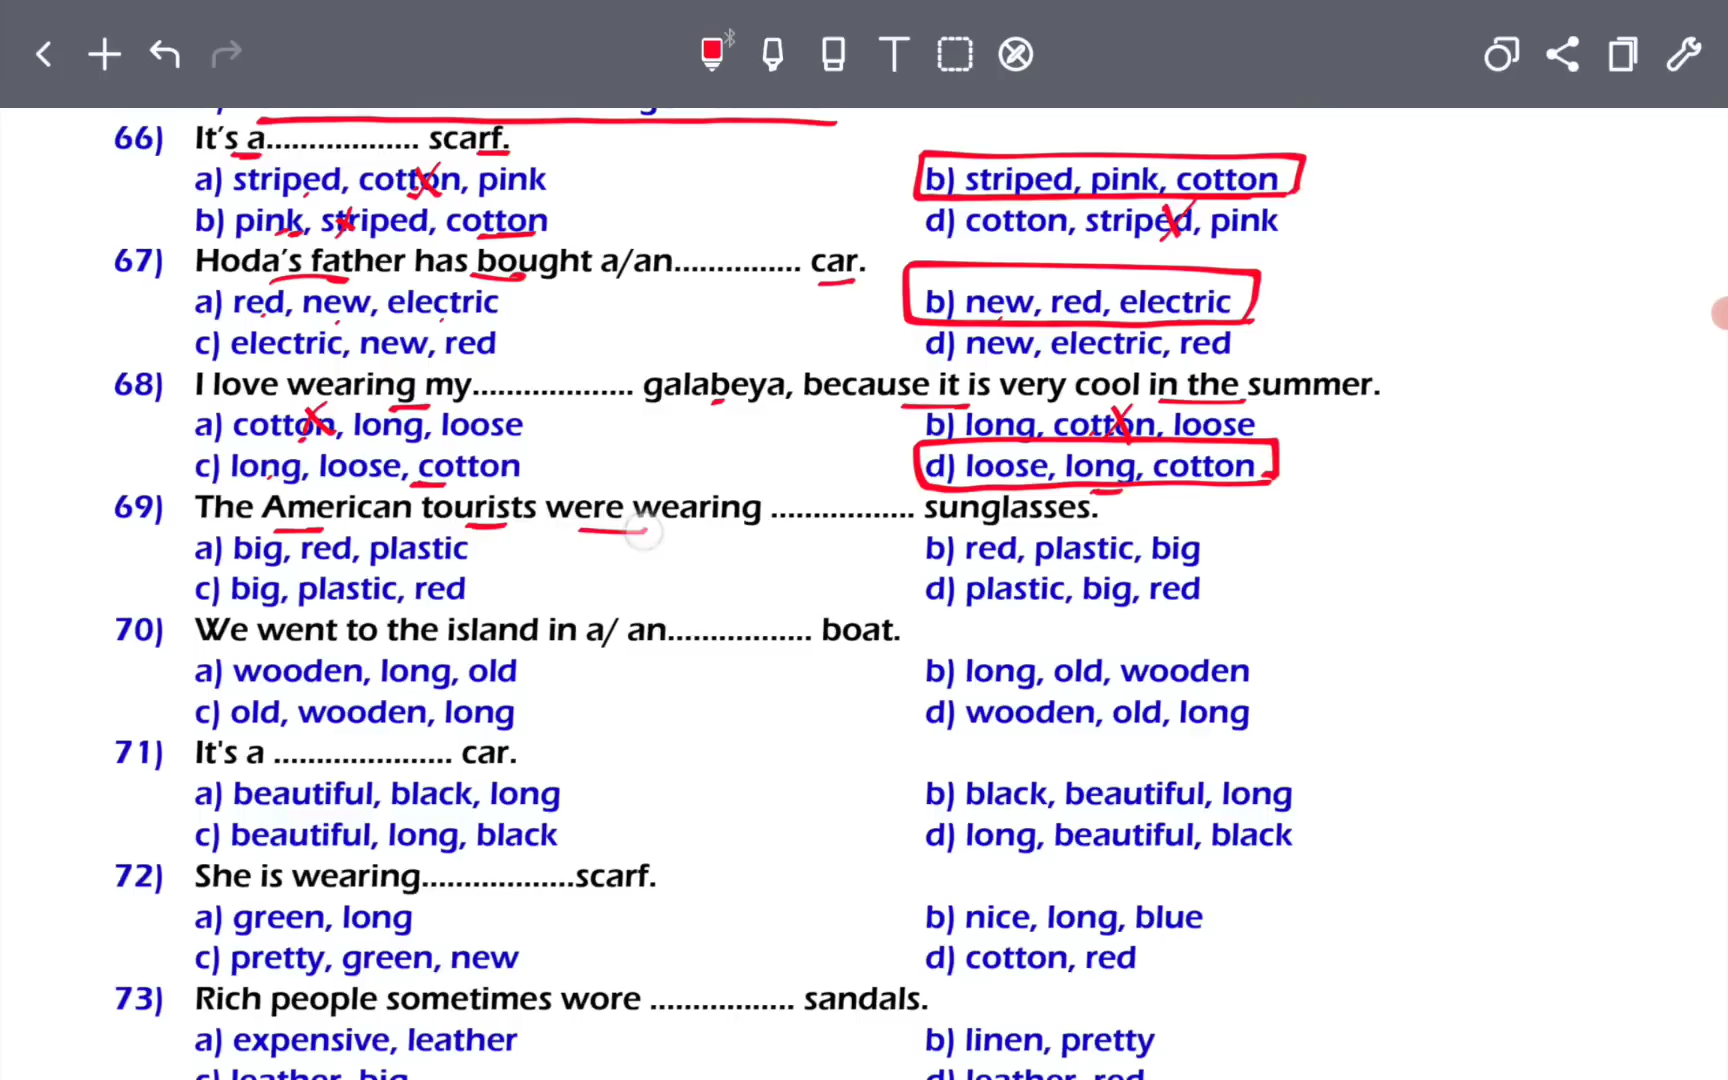 66) It's a.................. scarf.
a) striped, cotton, pink
b) striped, pink, cotton
b) pink, striped, cotton
d) cotton, striped, pink
67) Hoda's father has bought a/an............... car.
a) red, new, electric
b) new, red, electric
c) electric, new, red
d) new, electric, red
68) I love wearing my................... galabeya, because it is very cool in the summer.
a) cotton, long, loose
b) long, cotton, loose
c) long, loose, cotton
d) loose, long, cotton
69) The American tourists were wearing ................. sunglasses.
a) big, red, plastic
b) red, plastic, big
c) big, plastic, red
d) plastic, big, red
70) We went to the island in a/ an................. boat.
a) wooden, long, old
b) long, old, wooden
c) old, wooden, long
d) wooden, old, long
71) It's a ..................... car.
a) beautiful, black, long
b) black, beautiful, long
c) beautiful, long, black
d) long, beautiful, black
72) She is wearing..................scarf.
a) green, long
b) nice, long, blue
c) pretty, green, new
d) cotton, red
73) Rich people sometimes wore ................. sandals.
a) expensive, leather
b) linen, pretty
c) leather, big
d) leather, red